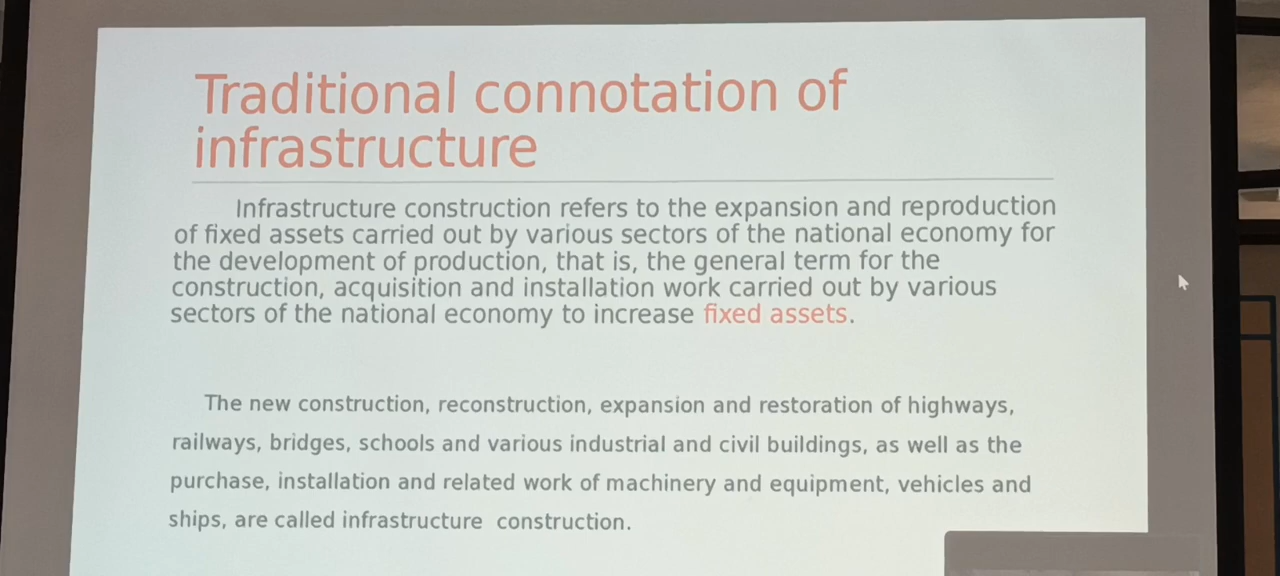 Traditional connotation of
infrastructure
Infrastructure construction refers to the expansion and reproduction
of fixed assets carried out by various sectors of the national economy for
the development of production, that is, the general term for the
construction, acquisition and installation work carried out by various
sectors of the national economy to increase fixed assets.
The new construction, reconstruction, expansion and restoration of highways,
railways, bridges, schools and various industrial and civil buildings, as well as the
purchase, installation and related work of machinery and equipment, vehicles and
ships, are called infrastructure  construction.